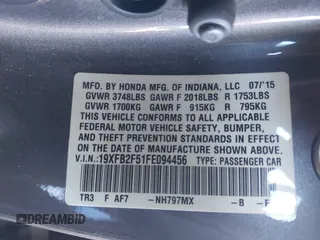 MFD. BY HONDA MFG. OF INDIANA, LLC 07/'15
GVWR 3748LBS GAWR F 2018LBS R 1753LBS
GVWR 1700KG GAWR F 915KG R 795KG
THIS VEHICLE CONFORMS TO ALL APPLICABLE
FEDERAL MOTOR VEHICLE SAFETY, BUMPER,
AND THEFT PREVENTION STANDARDS IN EFFECT
ON THE DATE OF MANUFACTURE SHOWN ABOVE.
V.I.N.:19XFB2F51FE094456 TYPE:PASSENGER CAR
TR3 F AF7 -NH797MX -B -F
DREAMBID